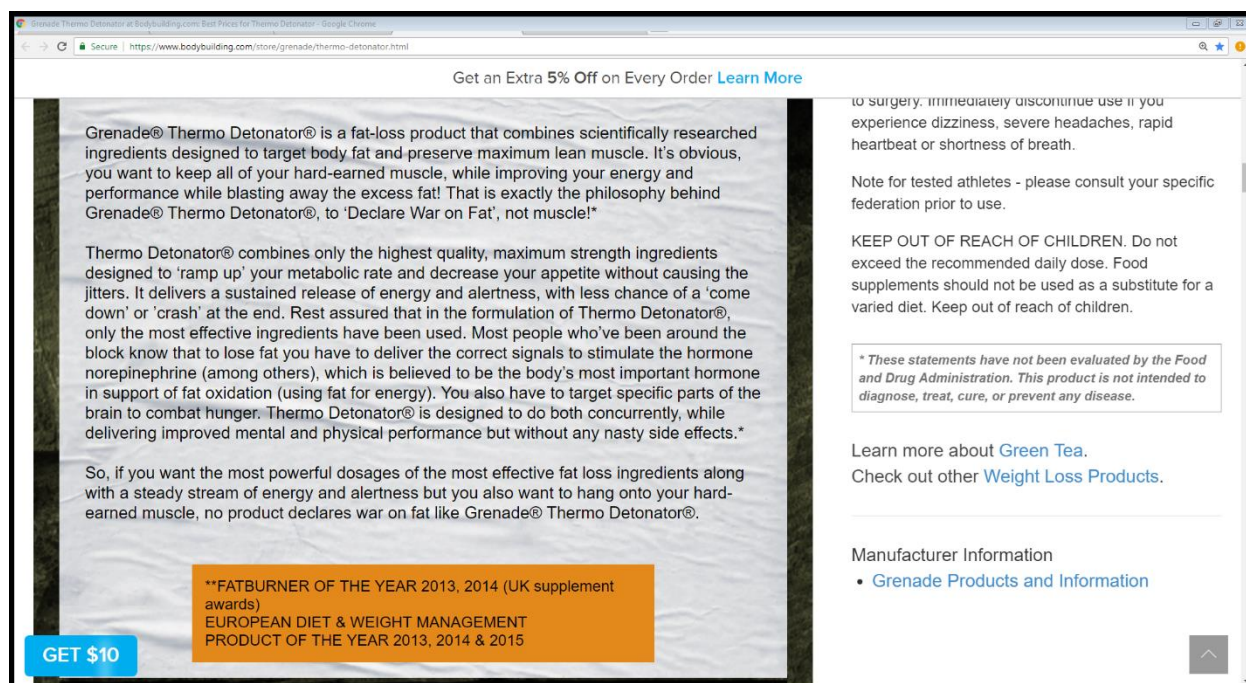 Grenade Thermo Detonator at Bodybuilding.com: Best Prices for Thermo Detonator - Google Chrome
Secure | https://www.bodybuilding.com/store/grenade/thermo-detonator.html
Get an Extra 5% Off on Every Order Learn More
Grenade® Thermo Detonator® is a fat-loss product that combines scientifically researched
ingredients designed to target body fat and preserve maximum lean muscle. It's obvious,
you want to keep all of your hard-earned muscle, while improving your energy and
performance while blasting away the excess fat! That is exactly the philosophy behind
Grenade® Thermo Detonator®, to 'Declare War on Fat', not muscle!*
Thermo Detonator® combines only the highest quality, maximum strength ingredients
designed to 'ramp up' your metabolic rate and decrease your appetite without causing the
jitters. It delivers a sustained release of energy and alertness, with less chance of a 'come
down' or 'crash' at the end. Rest assured that in the formulation of Thermo Detonator®,
only the most effective ingredients have been used. Most people who've been around the
block know that to lose fat you have to deliver the correct signals to stimulate the hormone
norepinephrine (among others), which is believed to be the body's most important hormone
in support of fat oxidation (using fat for energy). You also have to target specific parts of the
brain to combat hunger. Thermo Detonator® is designed to do both concurrently, while
delivering improved mental and physical performance but without any nasty side effects.*
So, if you want the most powerful dosages of the most effective fat loss ingredients along
with a steady stream of energy and alertness but you also want to hang onto your hard-
earned muscle, no product declares war on fat like Grenade® Thermo Detonator®.
**FATBURNER OF THE YEAR 2013, 2014 (UK supplement
awards)
EUROPEAN DIET & WEIGHT MANAGEMENT
PRODUCT OF THE YEAR 2013, 2014 & 2015
GET $10
to surgery. Immediately discontinue use if you
experience dizziness, severe headaches, rapid
heartbeat or shortness of breath.
Note for tested athletes - please consult your specific
federation prior to use.
KEEP OUT OF REACH OF CHILDREN. Do not
exceed the recommended daily dose. Food
supplements should not be used as a substitute for a
varied diet. Keep out of reach of children.
* These statements have not been evaluated by the Food
and Drug Administration. This product is not intended to
diagnose, treat, cure, or prevent any disease.
Learn more about Green Tea.
Check out other Weight Loss Products.
Manufacturer Information
• Grenade Products and Information